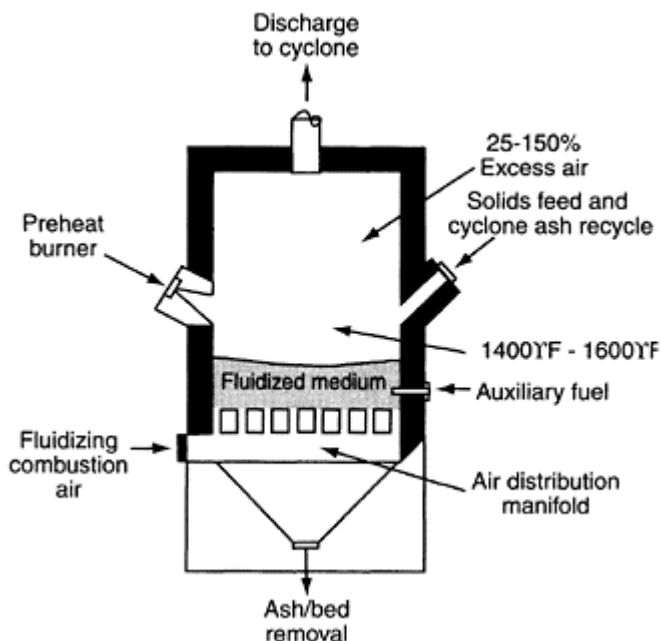 Discharge
to cyclone
25-150%
Excess air
Solids feed and
cyclone ash recycle
Preheat
burner
1400ϒF - 1600ϒF
Fluidized medium
Auxiliary fuel
Fluidizing
combustion
air
Air distribution
manifold
Ash/bed
removal